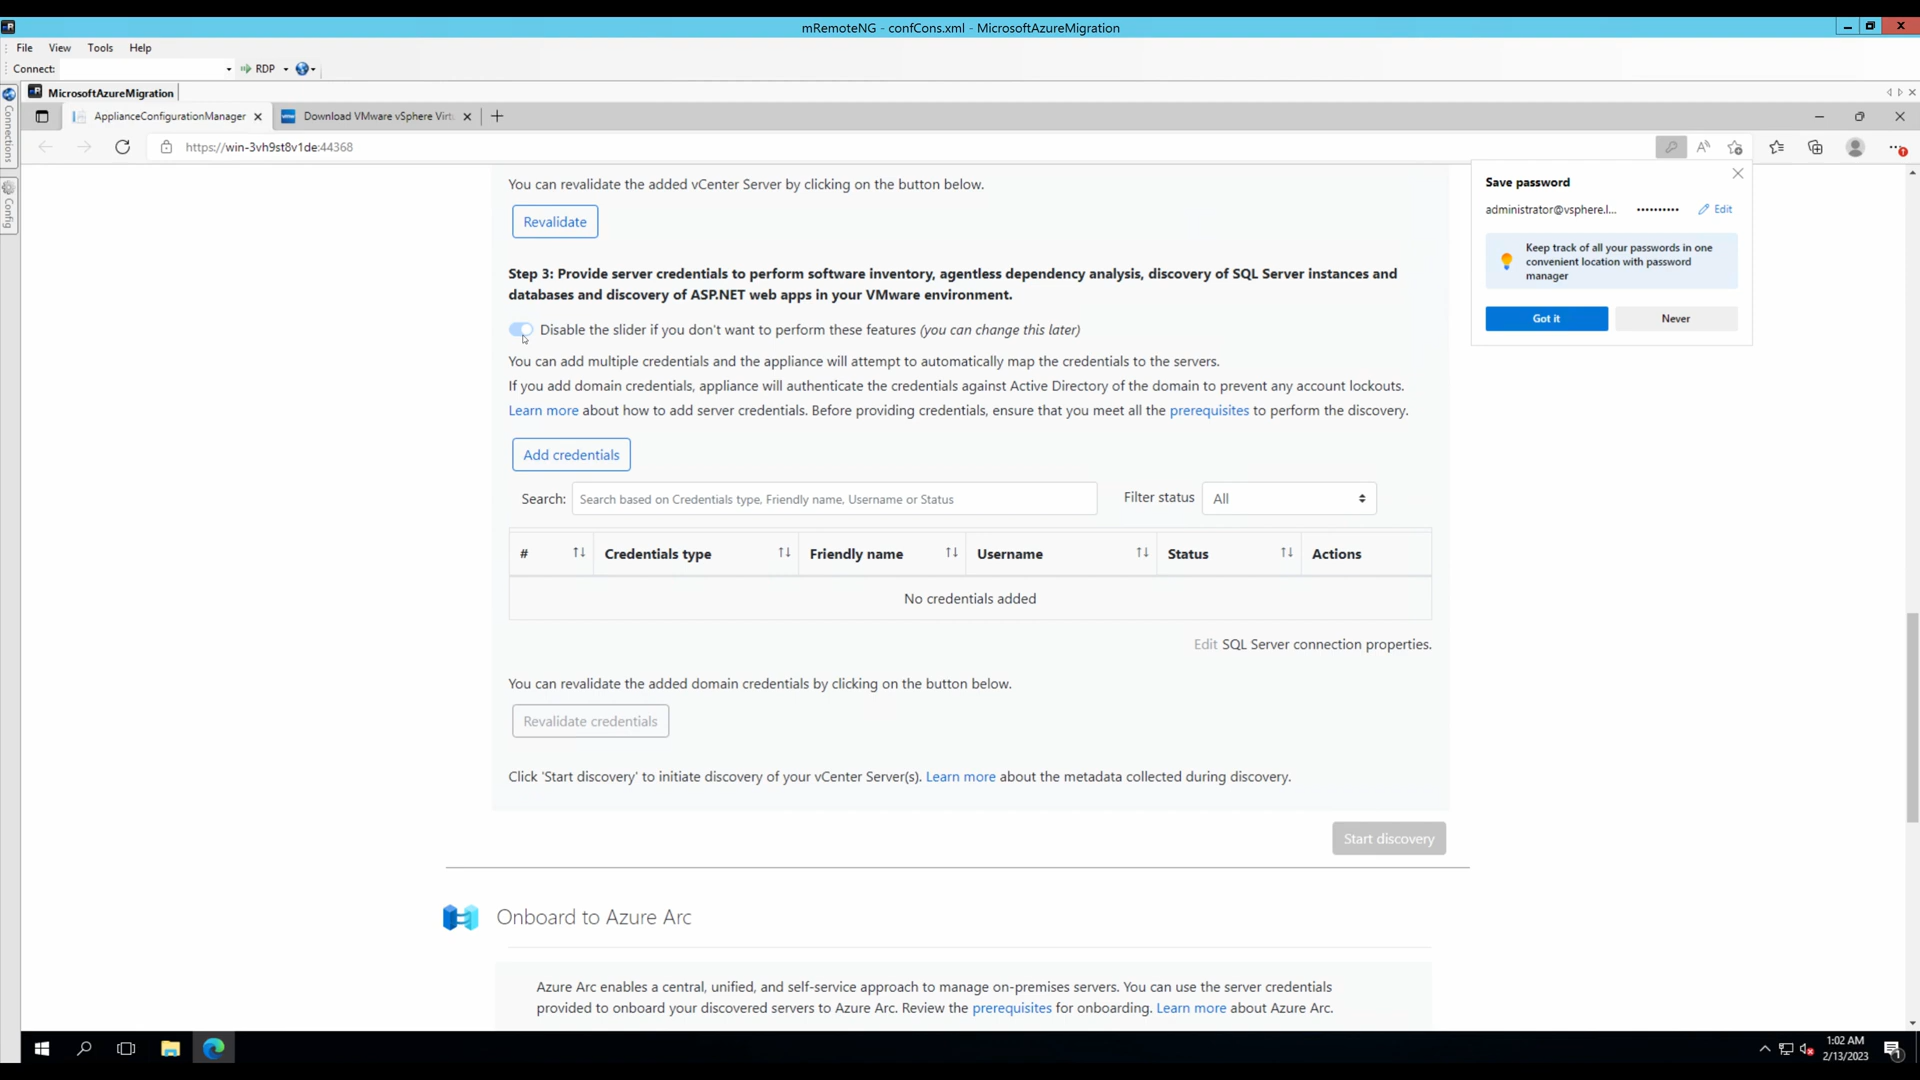 mRemoteNG - confCons.xml - MicrosoftAzureMigration
File View Tools Help
Connect: RDP
MicrosoftAzureMigration
ApplianceConfigurationManager
Download VMware vSphere Virtu
https://win-3vh9st8v1de:44368
Connections
Config
You can revalidate the added vCenter Server by clicking on the button below.
Revalidate
Step 3: Provide server credentials to perform software inventory, agentless dependency analysis, discovery of SQL Server instances and
databases and discovery of ASP.NET web apps in your VMware environment.
Disable the slider if you don't want to perform these features (you can change this later)
You can add multiple credentials and the appliance will attempt to automatically map the credentials to the servers.
If you add domain credentials, appliance will authenticate the credentials against Active Directory of the domain to prevent any account lockouts.
Learn more about how to add server credentials. Before providing credentials, ensure that you meet all the prerequisites to perform the discovery.
Add credentials
Search: Search based on Credentials type, Friendly name, Username or Status
Filter status All
# Credentials type Friendly name Username Status Actions
No credentials added
Edit SQL Server connection properties.
You can revalidate the added domain credentials by clicking on the button below.
Revalidate credentials
Click 'Start discovery' to initiate discovery of your vCenter Server(s). Learn more about the metadata collected during discovery.
Start discovery
Onboard to Azure Arc
Azure Arc enables a central, unified, and self-service approach to manage on-premises servers. You can use the server credentials
provided to onboard your discovered servers to Azure Arc. Review the prerequisites for onboarding. Learn more about Azure Arc.
Save password
administrator@vsphere.l... •••••••••• Edit
Keep track of all your passwords in one
convenient location with password
manager
Got it
Never
1:02 AM
2/13/2023
1